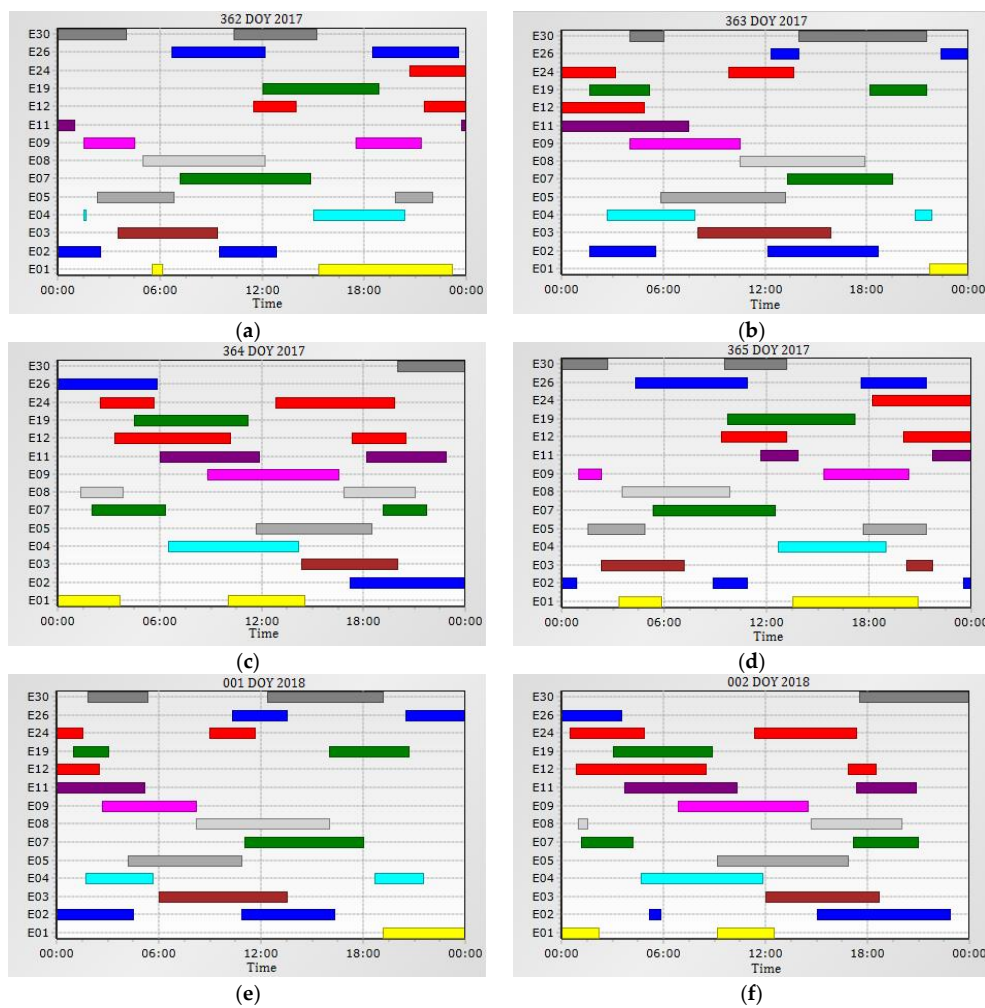 362 DOY 2017
E30
E26
E24
E19
E12
E11
E09
E08
E07
E05
E04
E03
E02
E01
00:00 06:00 12:00 18:00 00:00
Time
(a)
363 DOY 2017
E30
E26
E24
E19
E12
E11
E09
E08
E07
E05
E04
E03
E02
E01
00:00 06:00 12:00 18:00 00:00
Time
(b)
364 DOY 2017
E30
E26
E24
E19
E12
E11
E09
E08
E07
E05
E04
E03
E02
E01
00:00 06:00 12:00 18:00 00:00
Time
(c)
365 DOY 2017
E30
E26
E24
E19
E12
E11
E09
E08
E07
E05
E04
E03
E02
E01
00:00 06:00 12:00 18:00 00:00
Time
(d)
001 DOY 2018
E30
E26
E24
E19
E12
E11
E09
E08
E07
E05
E04
E03
E02
E01
00:00 06:00 12:00 18:00 00:00
Time
(e)
002 DOY 2018
E30
E26
E24
E19
E12
E11
E09
E08
E07
E05
E04
E03
E02
E01
00:00 06:00 12:00 18:00 00:00
Time
(f)